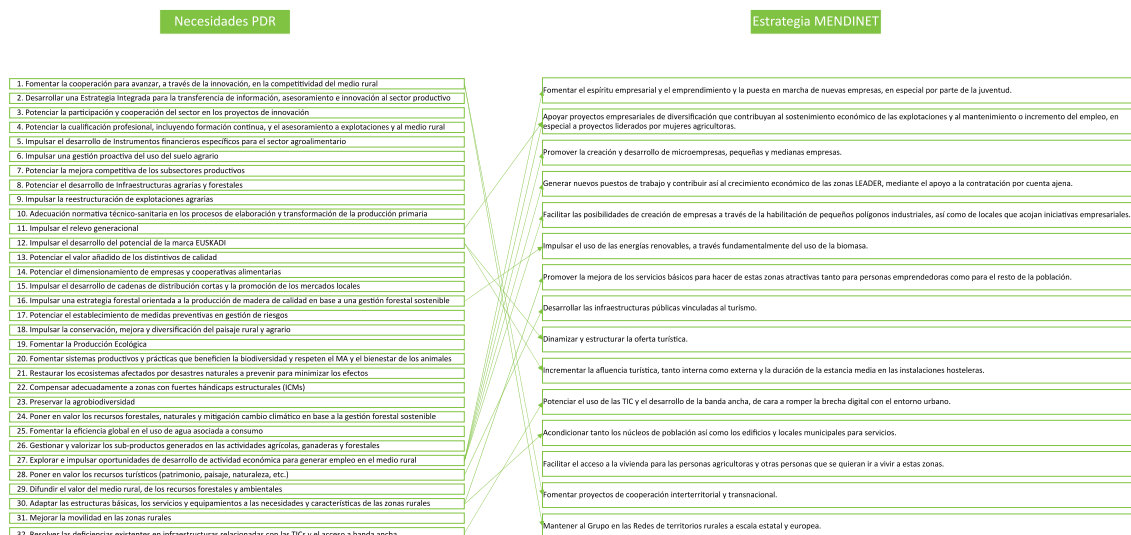 Necesidades PDR
Estrategia MENDINET
1. Fomentar la cooperación para avanzar, a través de la innovación, en la competitividad del medio rural
2. Desarrollar una Estrategia Integrada para la transferencia de información, asesoramiento e innovación al sector productivo
3. Potenciar la participación y cooperación del sector en los proyectos de innovación
4. Potenciar la cualificación profesional, incluyendo formación continua, y el asesoramiento a explotaciones y al medio rural
5. Impulsar el desarrollo de Instrumentos financieros específicos para el sector agroalimentario
6. Impulsar una gestión proactiva del uso del suelo agrario
7. Potenciar la mejora competitiva de los subsectores productivos
8. Potenciar el desarrollo de Infraestructuras agrarias y forestales
9. Impulsar la reestructuración de explotaciones agrarias
10. Adecuación normativa técnico-sanitaria en los procesos de elaboración y transformación de la producción primaria
11. Impulsar el relevo generacional
12. Impulsar el desarrollo del potencial de la marca EUSKADI
13. Potenciar el valor añadido de los distintivos de calidad
14. Potenciar el dimensionamiento de empresas y cooperativas alimentarias
15. Impulsar el desarrollo de cadenas de distribución cortas y la promoción de los mercados locales
16. Impulsar una estrategia forestal orientada a la producción de madera de calidad en base a una gestión forestal sostenible
17. Potenciar el establecimiento de medidas preventivas en gestión de riesgos
18. Impulsar la conservación, mejora y diversificación del paisaje rural y agrario
19. Fomentar la Producción Ecológica
20. Fomentar sistemas productivos y prácticas que beneficien la biodiversidad y respeten el MA y el bienestar de los animales
21. Restaurar los ecosistemas afectados por desastres naturales a prevenir para minimizar los efectos
22. Compensar adecuadamente a zonas con fuertes hándicaps estructurales (ICMs)
23. Preservar la agrobiodiversidad
24. Poner en valor los recursos forestales, naturales y mitigación cambio climático en base a la gestión forestal sostenible
25. Fomentar la eficiencia global en el uso de agua asociada a consumo
26. Gestionar y valorizar los sub-productos generados en las actividades agrícolas, ganaderas y forestales
27. Explorar e impulsar oportunidades de desarrollo de actividad económica para generar empleo en el medio rural
28. Poner en valor los recursos turísticos (patrimonio, paisaje, naturaleza, etc.)
29. Difundir el valor del medio rural, de los recursos forestales y ambientales
30. Adaptar las estructuras básicas, los servicios y equipamientos a las necesidades y características de las zonas rurales
31. Mejorar la movilidad en las zonas rurales
32. Resolver las deficiencias existentes en infraestructuras relacionadas con las TICs y el acceso a banda ancha
Fomentar el espíritu empresarial y el emprendimiento y la puesta en marcha de nuevas empresas, en especial por parte de la juventud.
Apoyar proyectos empresariales de diversificación que contribuyan al sostenimiento económico de las explotaciones y al mantenimiento o incremento del empleo, en
especial a proyectos liderados por mujeres agricultoras.
Promover la creación y desarrollo de microempresas, pequeñas y medianas empresas.
Generar nuevos puestos de trabajo y contribuir así al crecimiento económico de las zonas LEADER, mediante el apoyo a la contratación por cuenta ajena.
Facilitar las posibilidades de creación de empresas a través de la habilitación de pequeños polígonos industriales, así como de locales que acojan iniciativas empresariales.
Impulsar el uso de las energías renovables, a través fundamentalmente del uso de la biomasa.
Promover la mejora de los servicios básicos para hacer de estas zonas atractivas tanto para personas emprendedoras como para el resto de la población.
Desarrollar las infraestructuras públicas vinculadas al turismo.
Dinamizar y estructurar la oferta turística.
Incrementar la afluencia turística, tanto interna como externa y la duración de la estancia media en las instalaciones hosteleras.
Potenciar el uso de las TIC y el desarrollo de la banda ancha, de cara a romper la brecha digital con el entorno urbano.
Acondicionar tanto los núcleos de población así como los edificios y locales municipales para servicios.
Facilitar el acceso a la vivienda para las personas agricultoras y otras personas que se quieran ir a vivir a estas zonas.
Fomentar proyectos de cooperación interterritorial y transnacional.
Mantener al Grupo en las Redes de territorios rurales a escala estatal y europea.